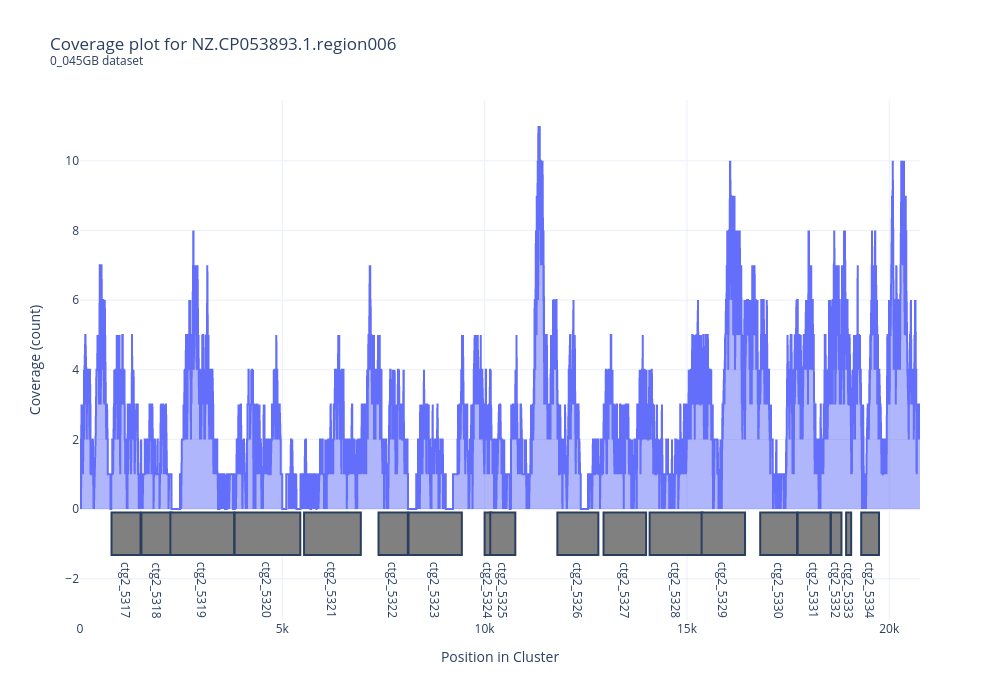 Coverage plot for NZ.CP053893.1.region006
0_045GB dataset
Coverage (count)
10
8
6
4
2
0
−2
ctg2_5317
ctg2_5318
ctg2_5319
ctg2_5320
ctg2_5321
ctg2_5322
ctg2_5323
ctg2_5324
ctg2_5325
ctg2_5326
ctg2_5327
ctg2_5328
ctg2_5329
ctg2_5330
ctg2_5331
ctg2_5332
ctg2_5333
ctg2_5334
0
5k
10k
15k
20k
Position in Cluster